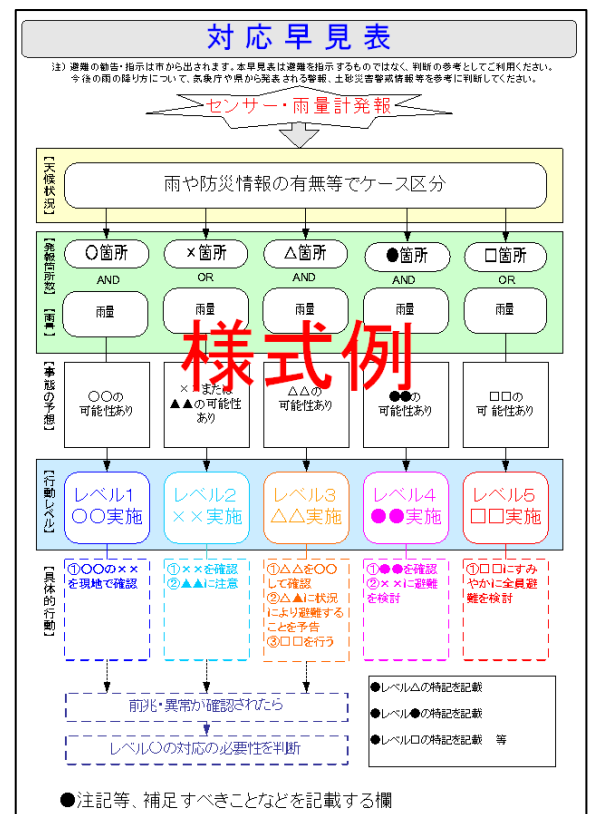 対応早見表
注) 避難の勧告・指示は市から出されます。本早見表は避難を指示するものではなく、判断の参考としてご利用ください。
今後の雨の降り方について、気象庁や県から発表される警報、土砂災害警戒情報等を参考に判断してください。
センサー・雨量計発報
【天候状況】
雨や防災情報の有無等でケース区分
【発報箇所数】
〇箇所
×箇所
△箇所
●箇所
□箇所
AND
OR
AND
AND
OR
【雨量】
雨量
雨量
雨量
雨量
雨量
様式例
【事態の予想】
〇〇の
可能性あり
××または
▲▲の可能性
あり
△△の
可能性あり
●●の
可能性あり
□□の
可能性あり
【行動レベル】
レベル1
〇〇実施
レベル2
××実施
レベル3
△△実施
レベル4
●●実施
レベル5
□□実施
【具体的行動】
①〇〇の××
を現地で確認
①××を確認
②▲▲に注意
①△△を〇〇
して確認
②△▲に状況
により避難する
ことを予告
③□□を行う
①●●を確認
②××に避難
を検討
①□□にすみ
やかに全員避
難を検討
前兆・異常が確認されたら
レベル〇の対応の必要性を判断
●レベル△の特記を記載
●レベル●の特記を記載
●レベル□の特記を記載 等
●注記等、補足すべきことなどを記載する欄